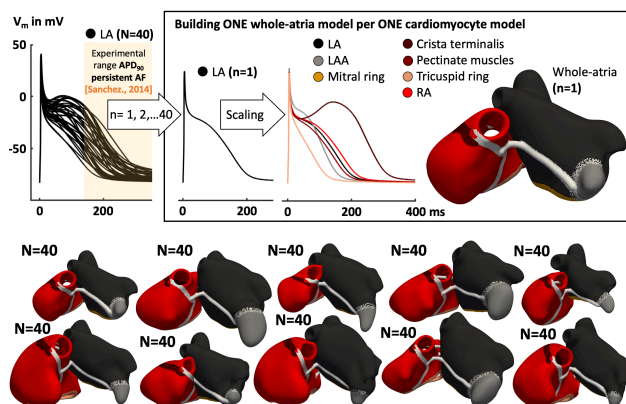 Vm in mV
LA (N=40)
Experimental
range APD90
persistent AF
[Sanchez., 2014]
0
-50
0
200
n= 1, 2,...40
Building ONE whole-atria model per ONE cardiomyocyte model
LA (n=1)
Scaling
0
200
LA
LAA
Mitral ring
Crista terminalis
Pectinate muscles
Tricuspid ring
RA
0
200
400 ms
Whole-atria
(n=1)
N=40
N=40
N=40
N=40
N=40
N=40
N=40
N=40
N=40
N=40